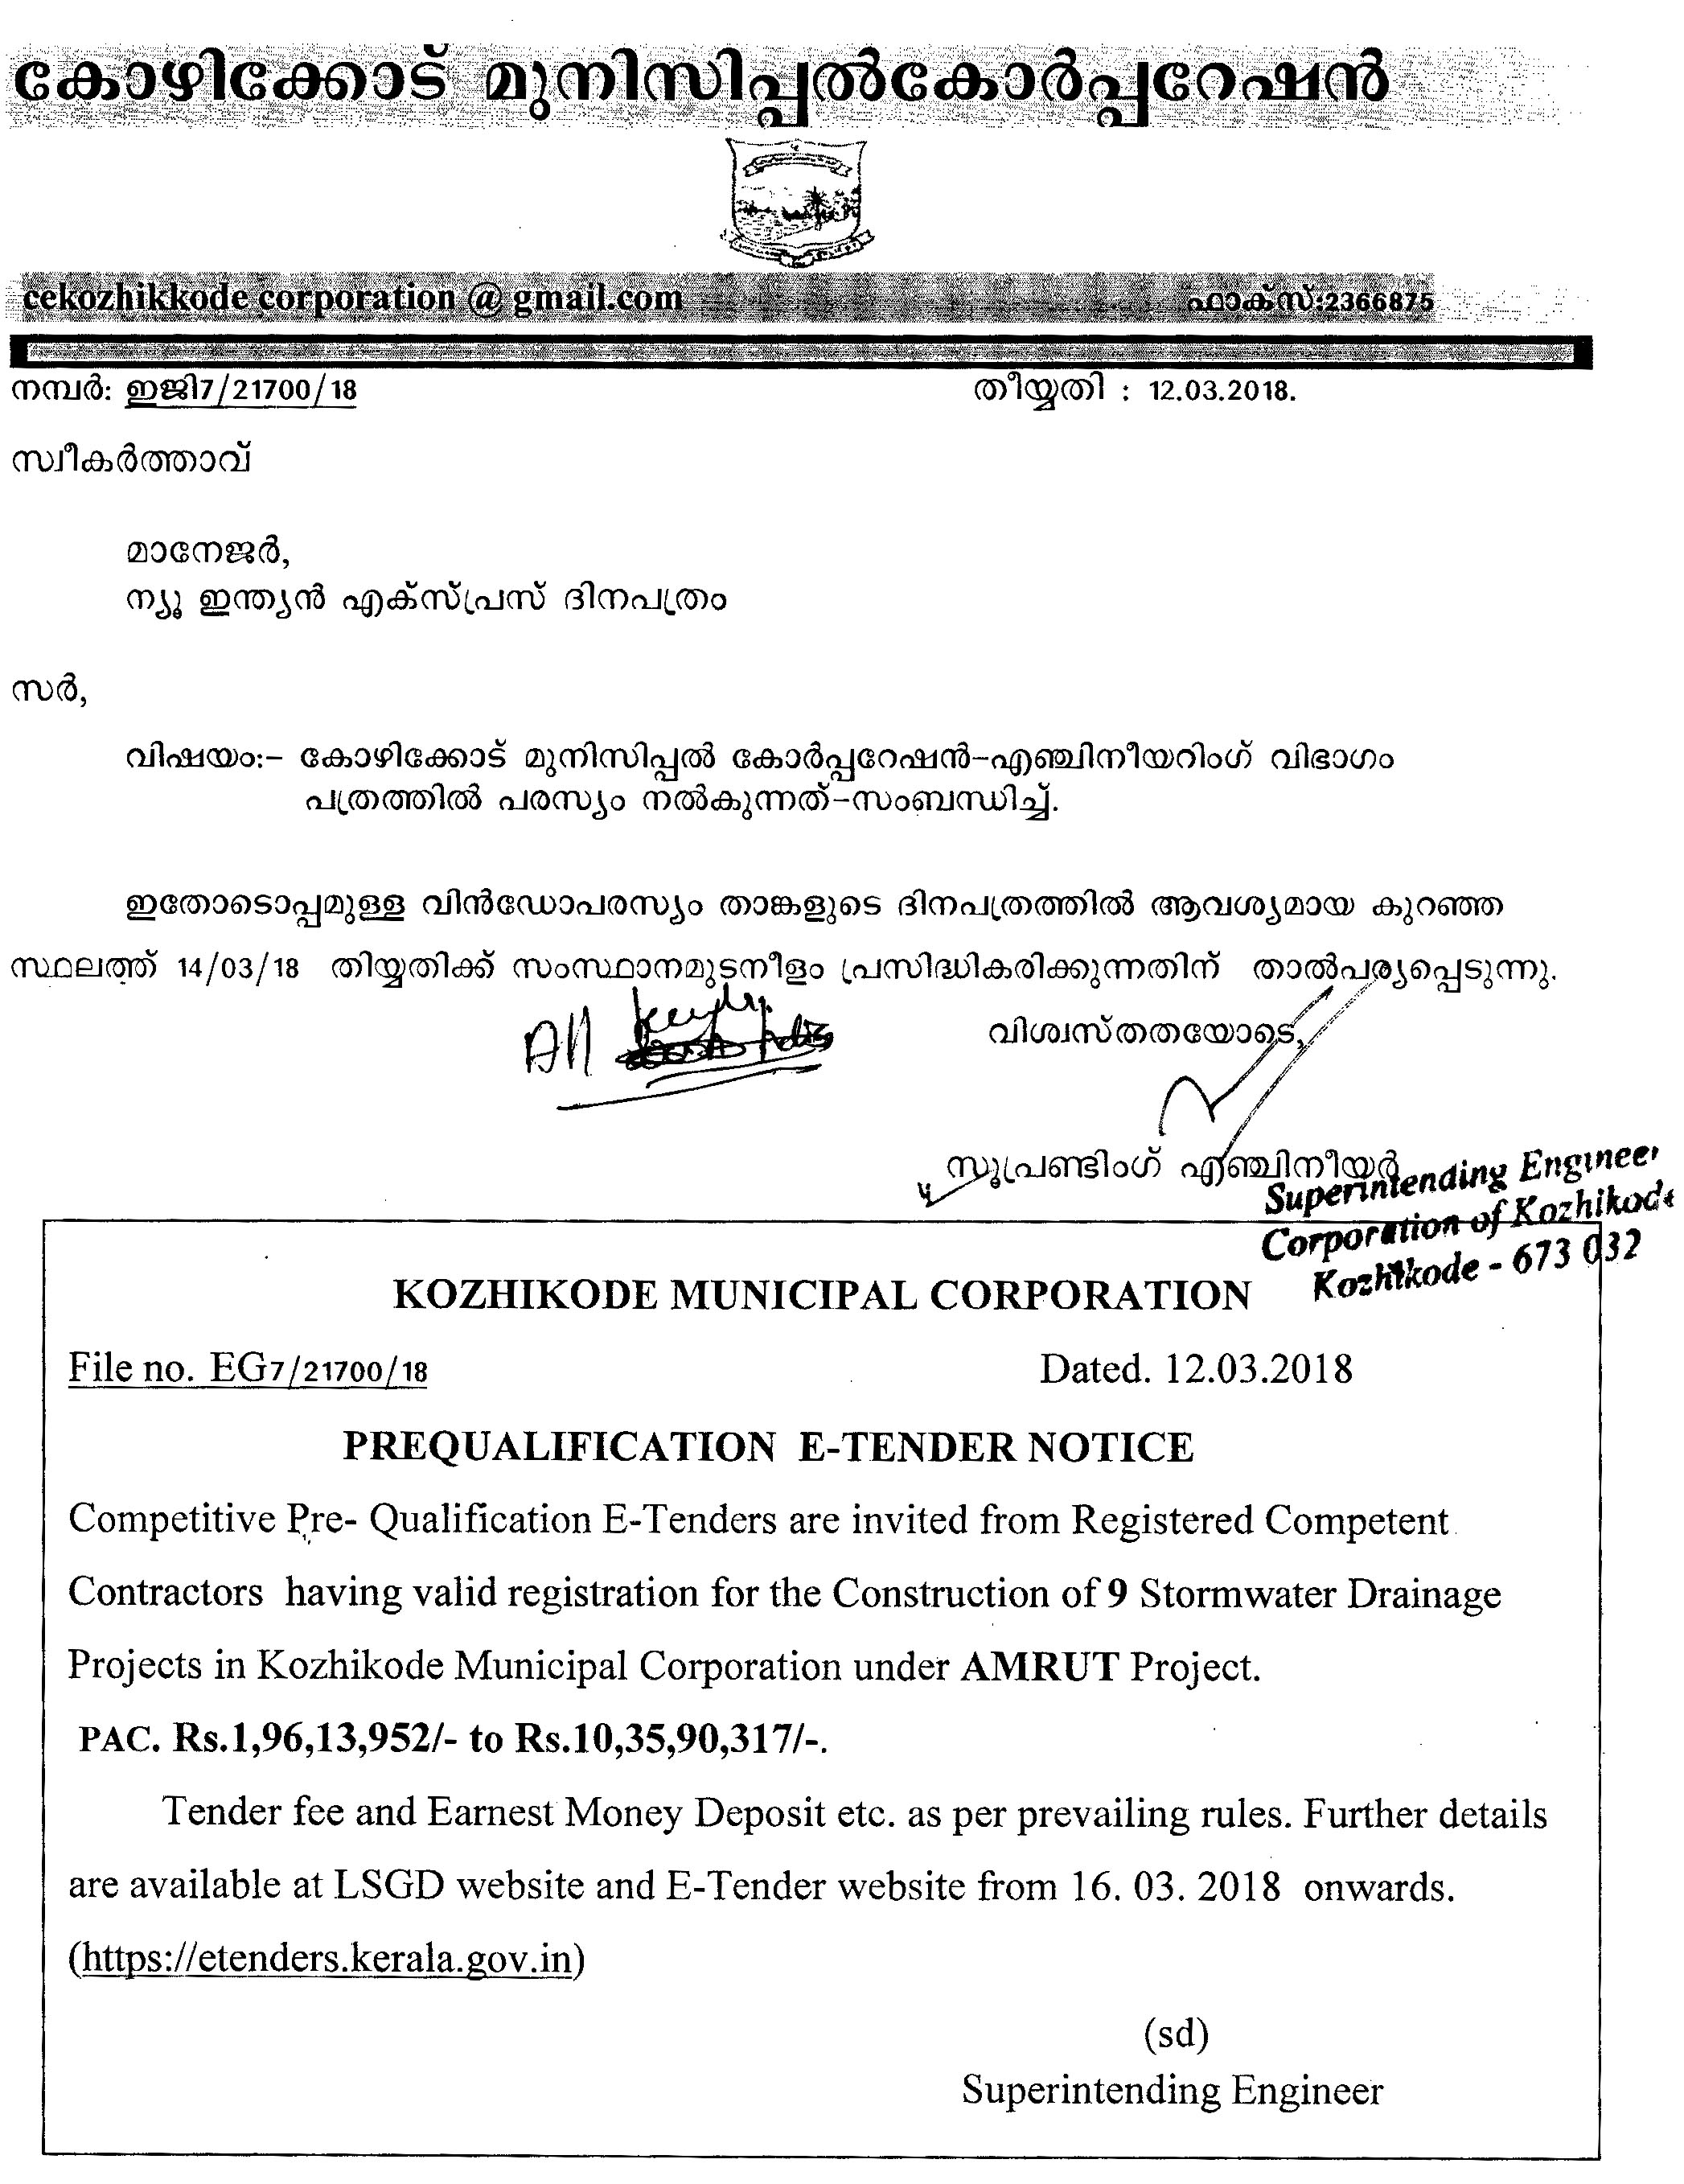 കോഴിക്കോട് മുനിസിപ്പൽകോർപ്പറേഷൻ
cekozhikkode corporation @ gmail.com ഫാക്സ്:2366875
നമ്പർ: ഇജി7/21700/18 തീയ്യതി : 12.03.2018.
സ്വീകർത്താവ്
മാനേജർ,
ന്യൂ ഇന്ത്യൻ എക്സ്പ്രസ് ദിനപത്രം
സർ,
വിഷയം:- കോഴിക്കോട് മുനിസിപ്പൽ കോർപ്പറേഷൻ-എഞ്ചിനീയറിംഗ് വിഭാഗം
പത്രത്തിൽ പരസ്യം നൽകുന്നത്-സംബന്ധിച്ച്.
ഇതോടൊപ്പമുള്ള വിൻഡോപരസ്യം താങ്കളുടെ ദിനപത്രത്തിൽ ആവശ്യമായ കുറഞ്ഞ
സ്ഥലത്ത് 14/03/18 തിയ്യതിക്ക് സംസ്ഥാനമുടനീളം പ്രസിദ്ധികരിക്കുന്നതിന് താൽപര്യപ്പെടുന്നു.
All
വിശ്വസ്തതയോടെ,
സൂപ്രണ്ടിംഗ് എഞ്ചിനീയർ
Superintending Engineer
Corporation of Kozhikode
Kozhikode - 673 032
KOZHIKODE MUNICIPAL CORPORATION
File no. EG7/21700/18 Dated. 12.03.2018
PREQUALIFICATION E-TENDER NOTICE
Competitive Pre- Qualification E-Tenders are invited from Registered Competent
Contractors having valid registration for the Construction of 9 Stormwater Drainage
Projects in Kozhikode Municipal Corporation under AMRUT Project.
PAC. Rs.1,96,13,952/- to Rs.10,35,90,317/-.
Tender fee and Earnest Money Deposit etc. as per prevailing rules. Further details
are available at LSGD website and E-Tender website from 16. 03. 2018 onwards.
(https://etenders.kerala.gov.in)
(sd)
Superintending Engineer